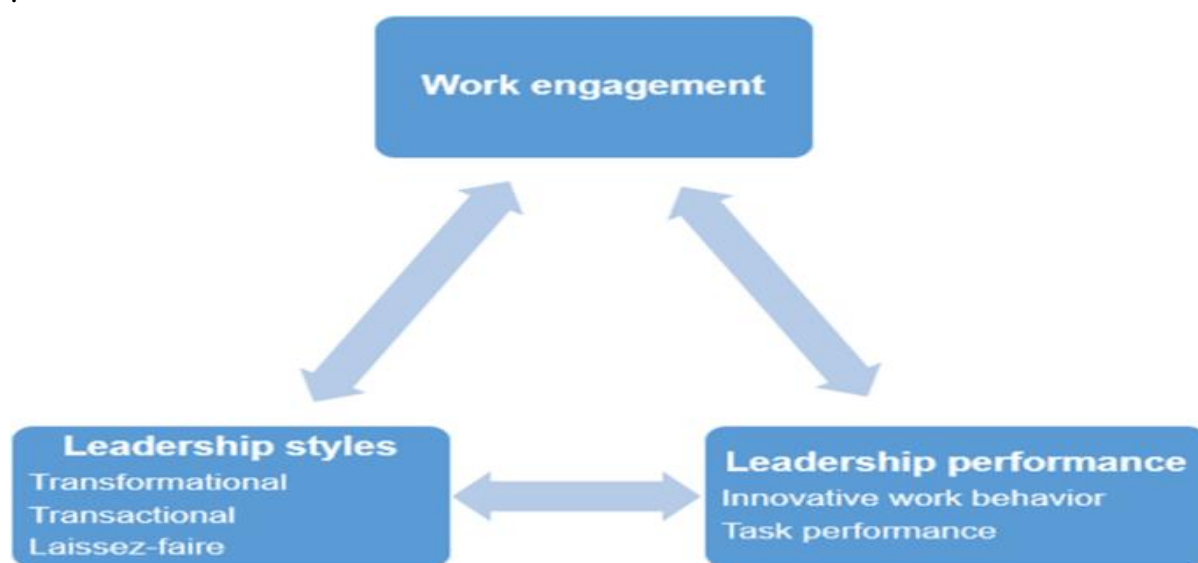 Work engagement
Leadership styles
Transformational
Transactional
Laissez-faire
Leadership performance
Innovative work behavior
Task performance